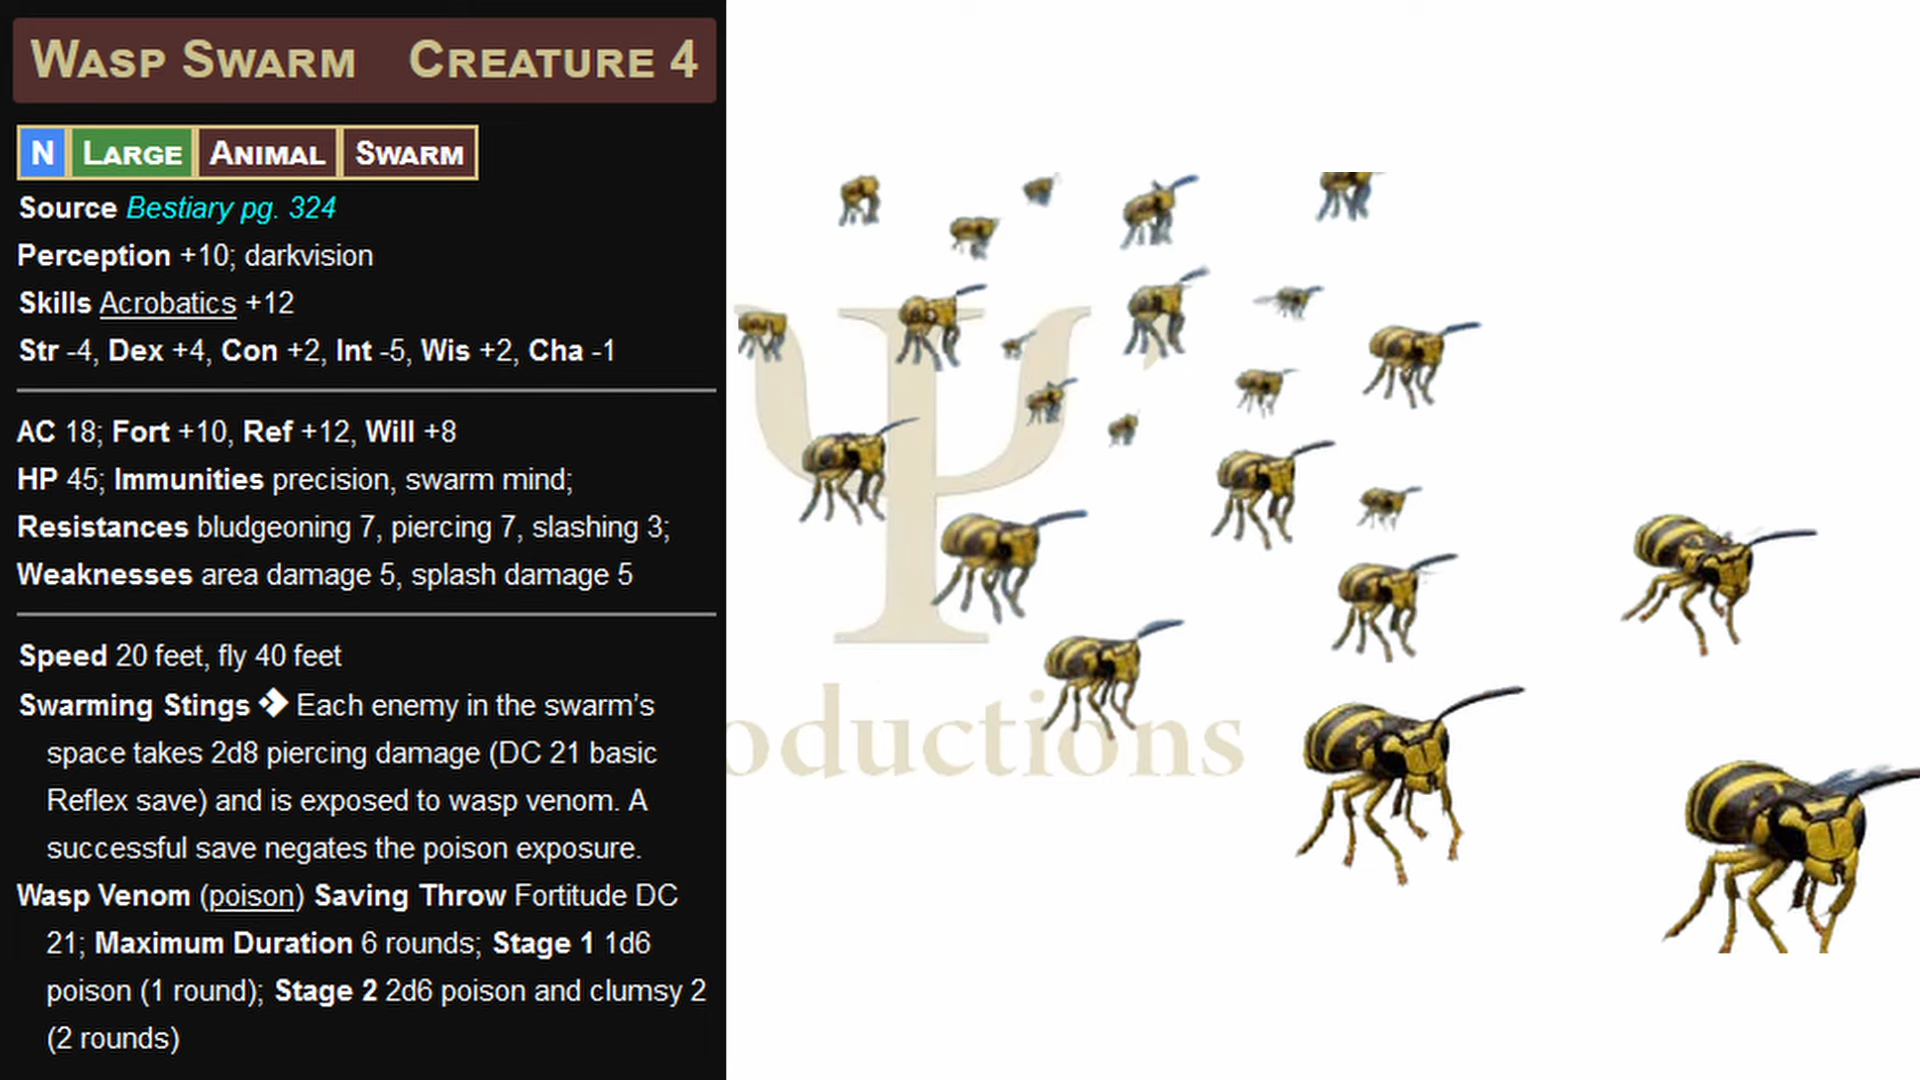 Wasp Swarm Creature 4
N Large Animal Swarm
Source Bestiary pg. 324
Perception +10; darkvision
Skills Acrobatics +12
Str -4, Dex +4, Con +2, Int -5, Wis +2, Cha -1
AC 18; Fort +10, Ref +12, Will +8
HP 45; Immunities precision, swarm mind;
Resistances bludgeoning 7, piercing 7, slashing 3;
Weaknesses area damage 5, splash damage 5
Speed 20 feet, fly 40 feet
Swarming Stings Each enemy in the swarm's
space takes 2d8 piercing damage (DC 21 basic
Reflex save) and is exposed to wasp venom. A
successful save negates the poison exposure.
Wasp Venom (poison) Saving Throw Fortitude DC
21; Maximum Duration 6 rounds; Stage 1 1d6
poison (1 round); Stage 2 2d6 poison and clumsy 2
(2 rounds)
Ψ
oductions